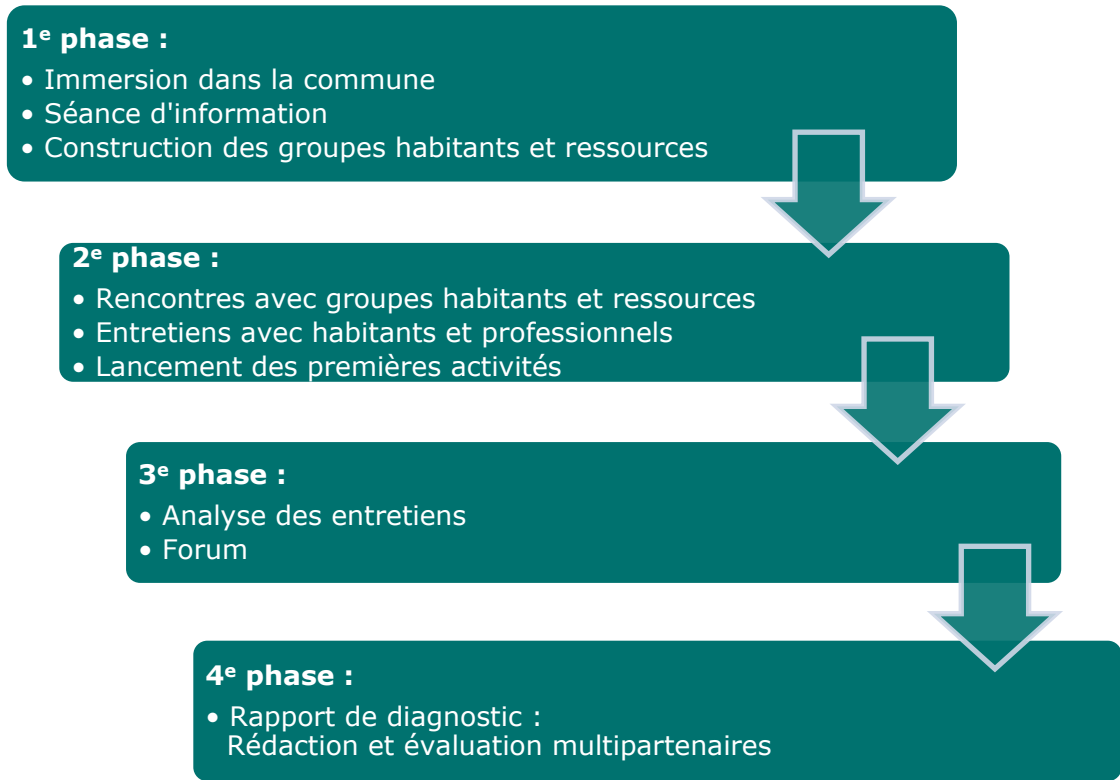 1e phase :
• Immersion dans la commune
• Séance d'information
• Construction des groupes habitants et ressources
2e phase :
• Rencontres avec groupes habitants et ressources
• Entretiens avec habitants et professionnels
• Lancement des premières activités
3e phase :
• Analyse des entretiens
• Forum
4e phase :
• Rapport de diagnostic :
Rédaction et évaluation multipartenaires